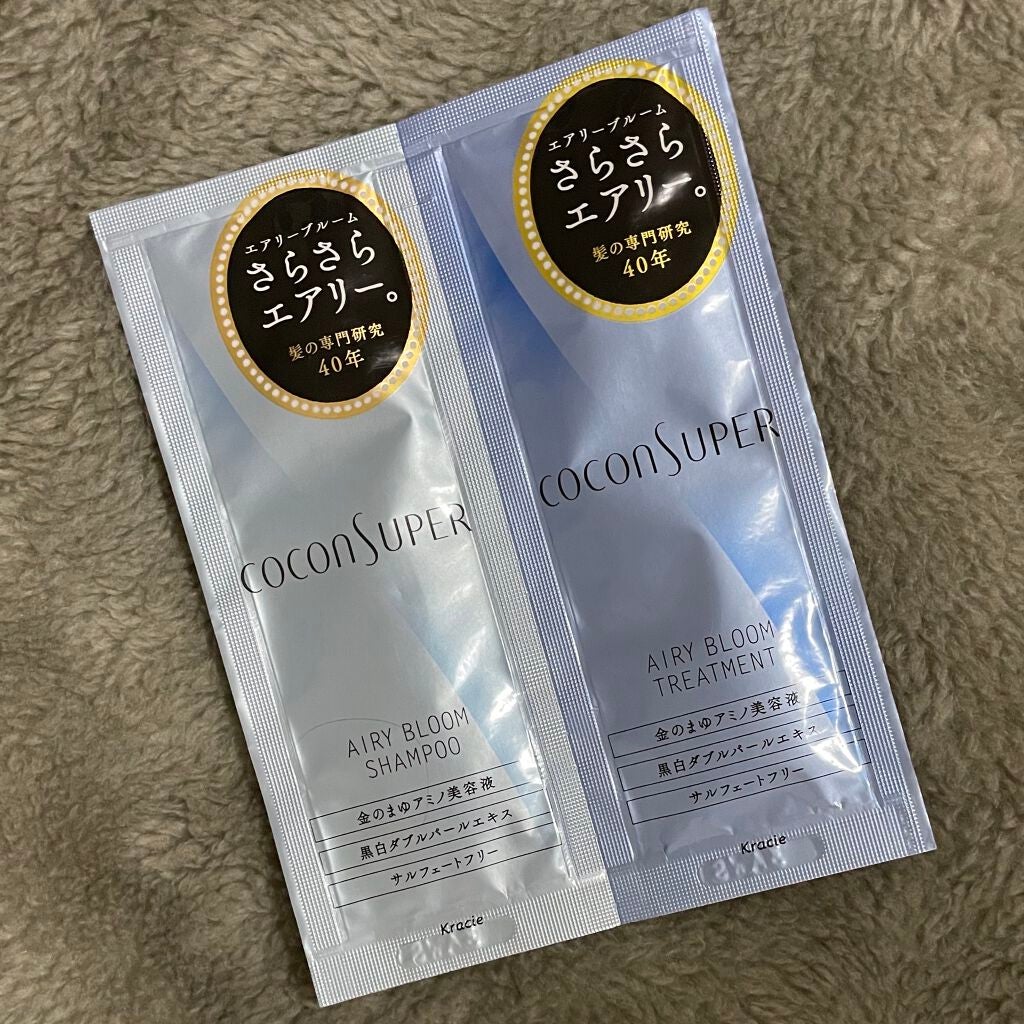 エアリーブルーム
さらさら
エアリー。
髪の専門研究
40年
COCONSUPER
AIRY BLOOM
SHAMPOO
金のまゆアミノ美容液
黒白ダブルパールエキス
サルフェートフリー
Kracie
エアリーブルーム
さらさら
エアリー。
髪の専門研究
40年
COCONSUPER
AIRY BLOOM
TREATMENT
金のまゆアミノ美容液
黒白ダブルパールエキス
サルフェートフリー
Kracie